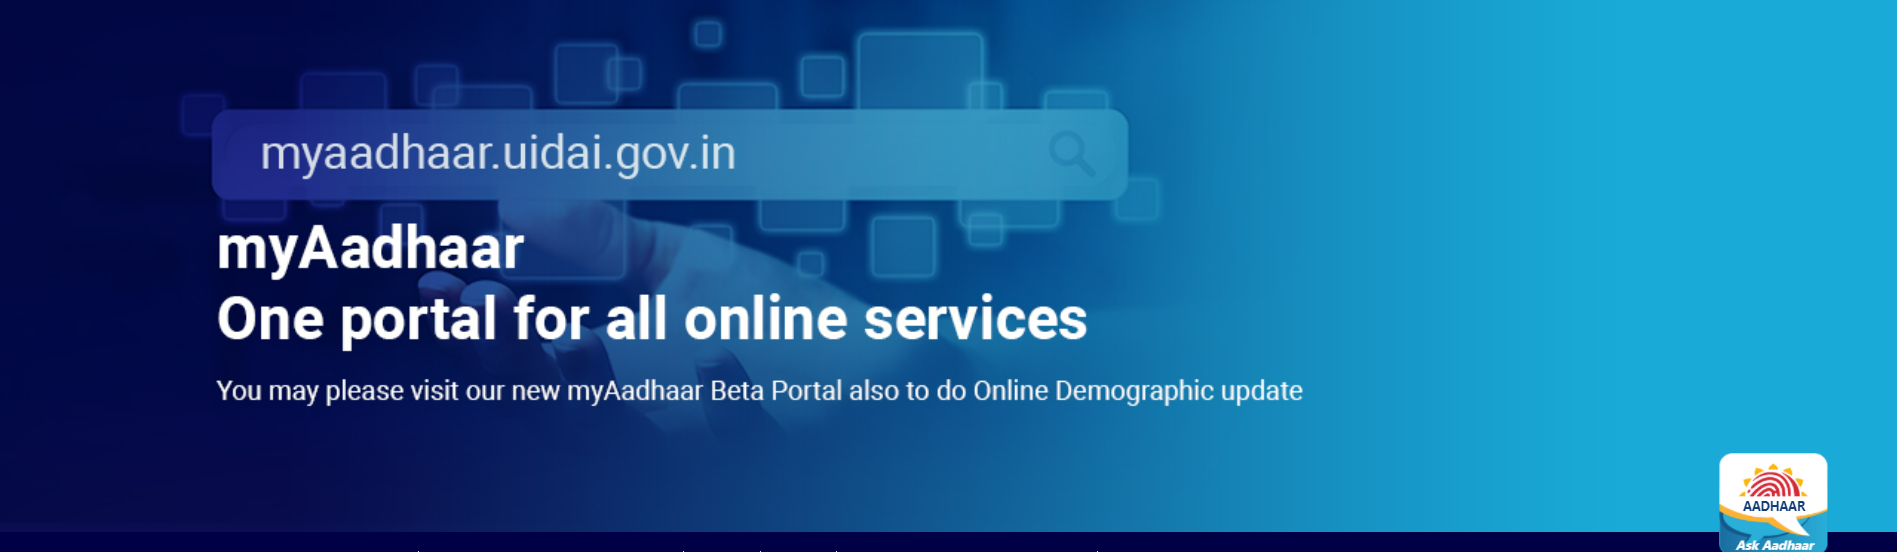 myaadhaar.uidai.gov.in
myAadhaar
One portal for all online services
You may please visit our new myAadhaar Beta Portal also to do Online Demographic update
AADHAAR
Ask Aadhaar